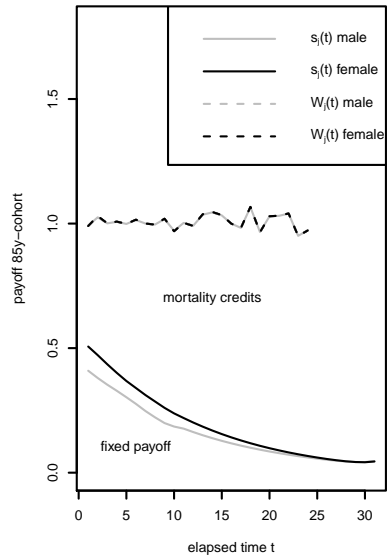 s_j(t) male
s_j(t) female
W_j(t) male
W_j(t) female
payoff 85y−cohort
1.5
1.0
0.5
0.0
mortality credits
fixed payoff
0 5 10 15 20 25 30
elapsed time t